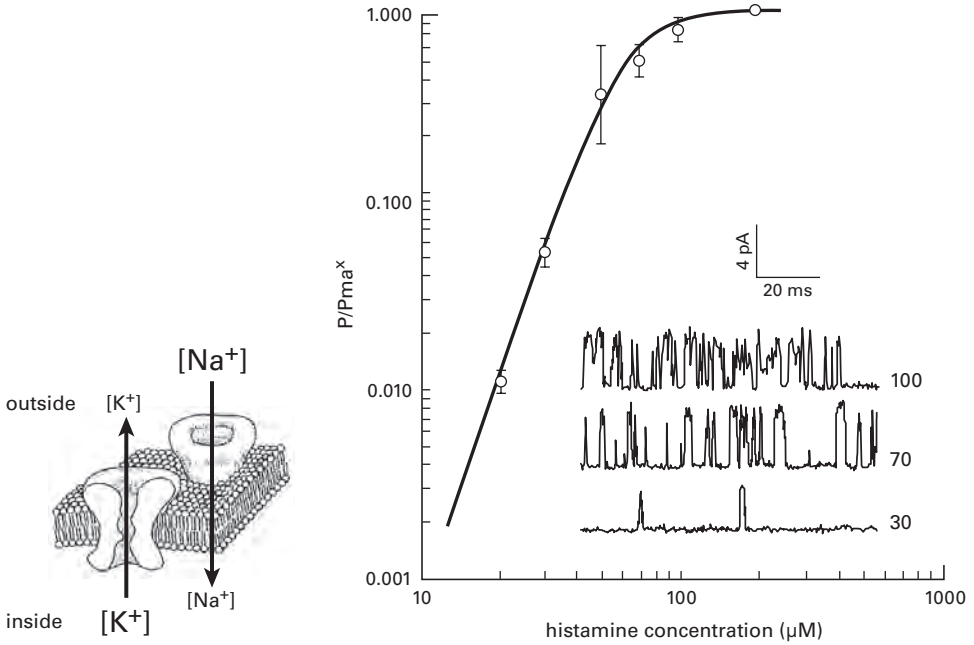 [Na⁺]
outside
[K⁺]
[Na⁺]
inside
[K⁺]
1.000
0.100
0.010
0.001
P/Pmaˣ
10
100
1000
histamine concentration (µM)
4 pA
20 ms
100
70
30